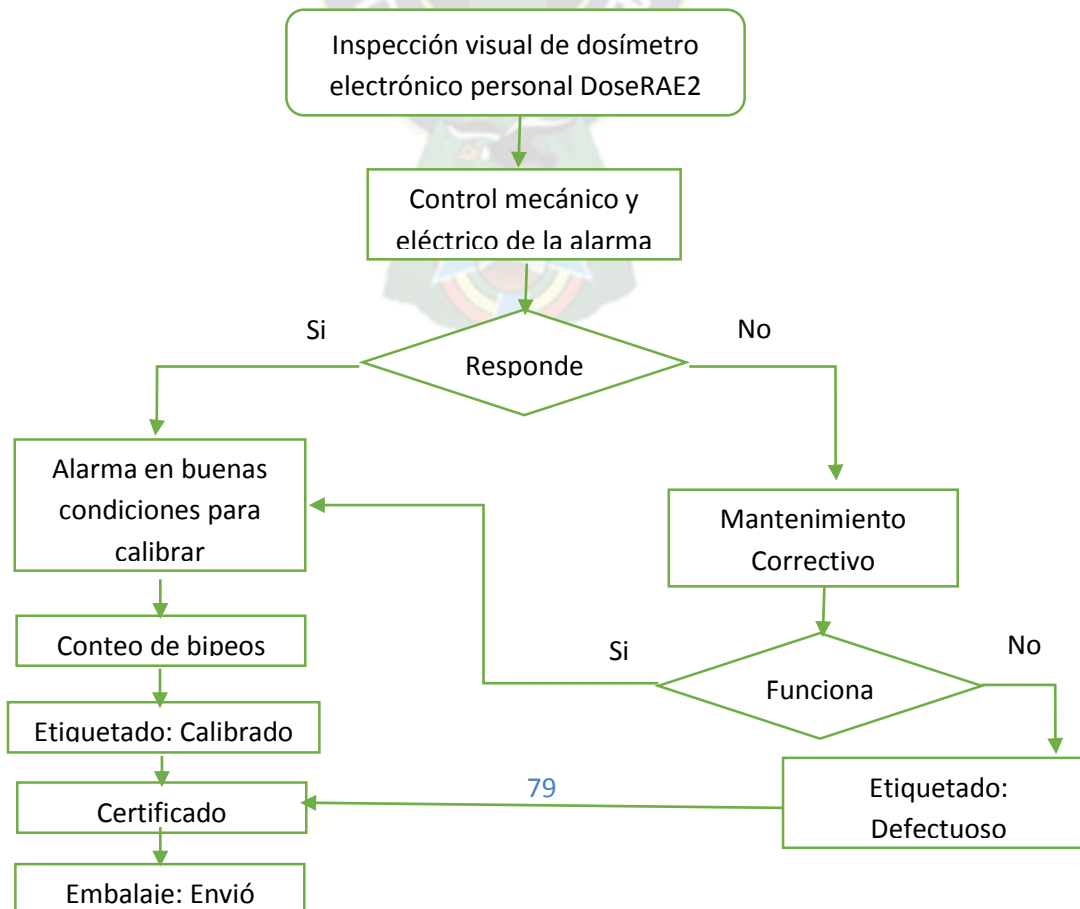 Inspección visual de dosímetro
electrónico personal DoseRAE2
Control mecánico y
eléctrico de la alarma
Si
No
Responde
Alarma en buenas
condiciones para
calibrar
Mantenimiento
Correctivo
Conteo de bipeos
Si
No
Funciona
Etiquetado: Calibrado
79
Etiquetado:
Defectuoso
Certificado
Embalaje: Envió